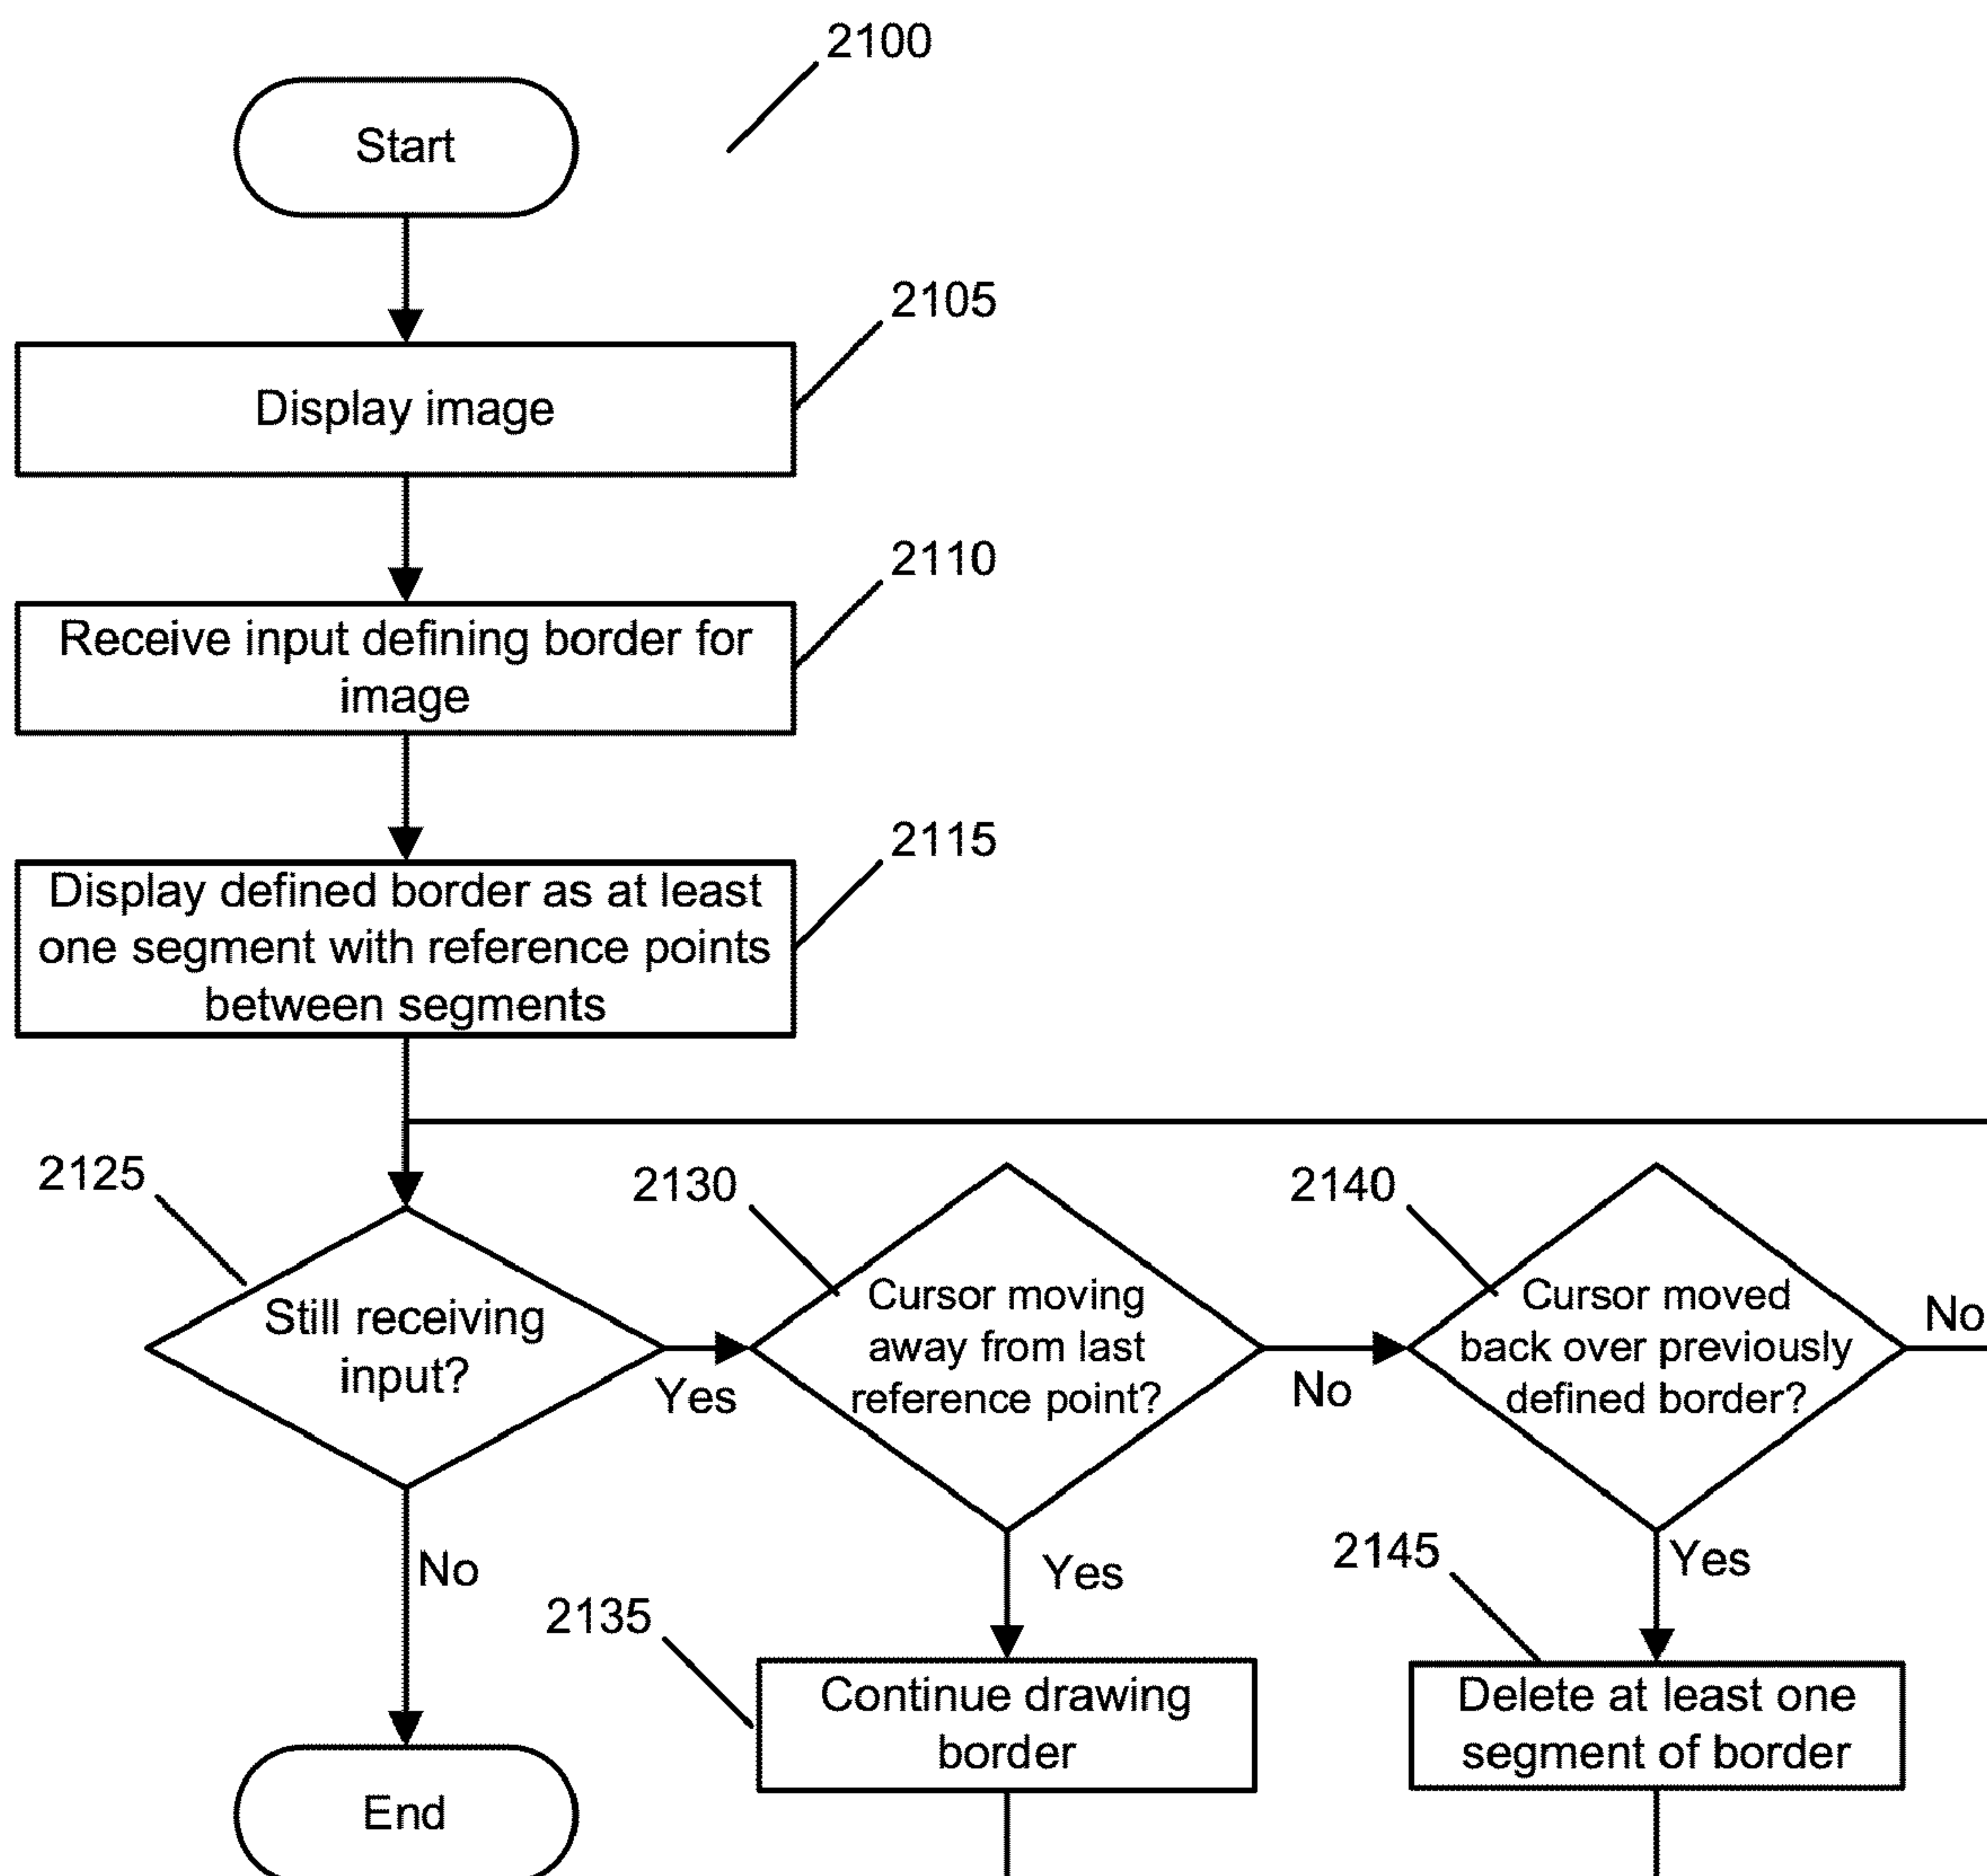 2100
Start
2105
Display image
2110
Receive input defining border for
image
2115
Display defined border as at least
one segment with reference points
between segments
2125
Still receiving
input?
Yes
No
2130
Cursor moving
away from last
reference point?
No
Yes
2140
Cursor moved
back over previously
defined border?
No
Yes
2135
Continue drawing
border
2145
Delete at least one
segment of border
End